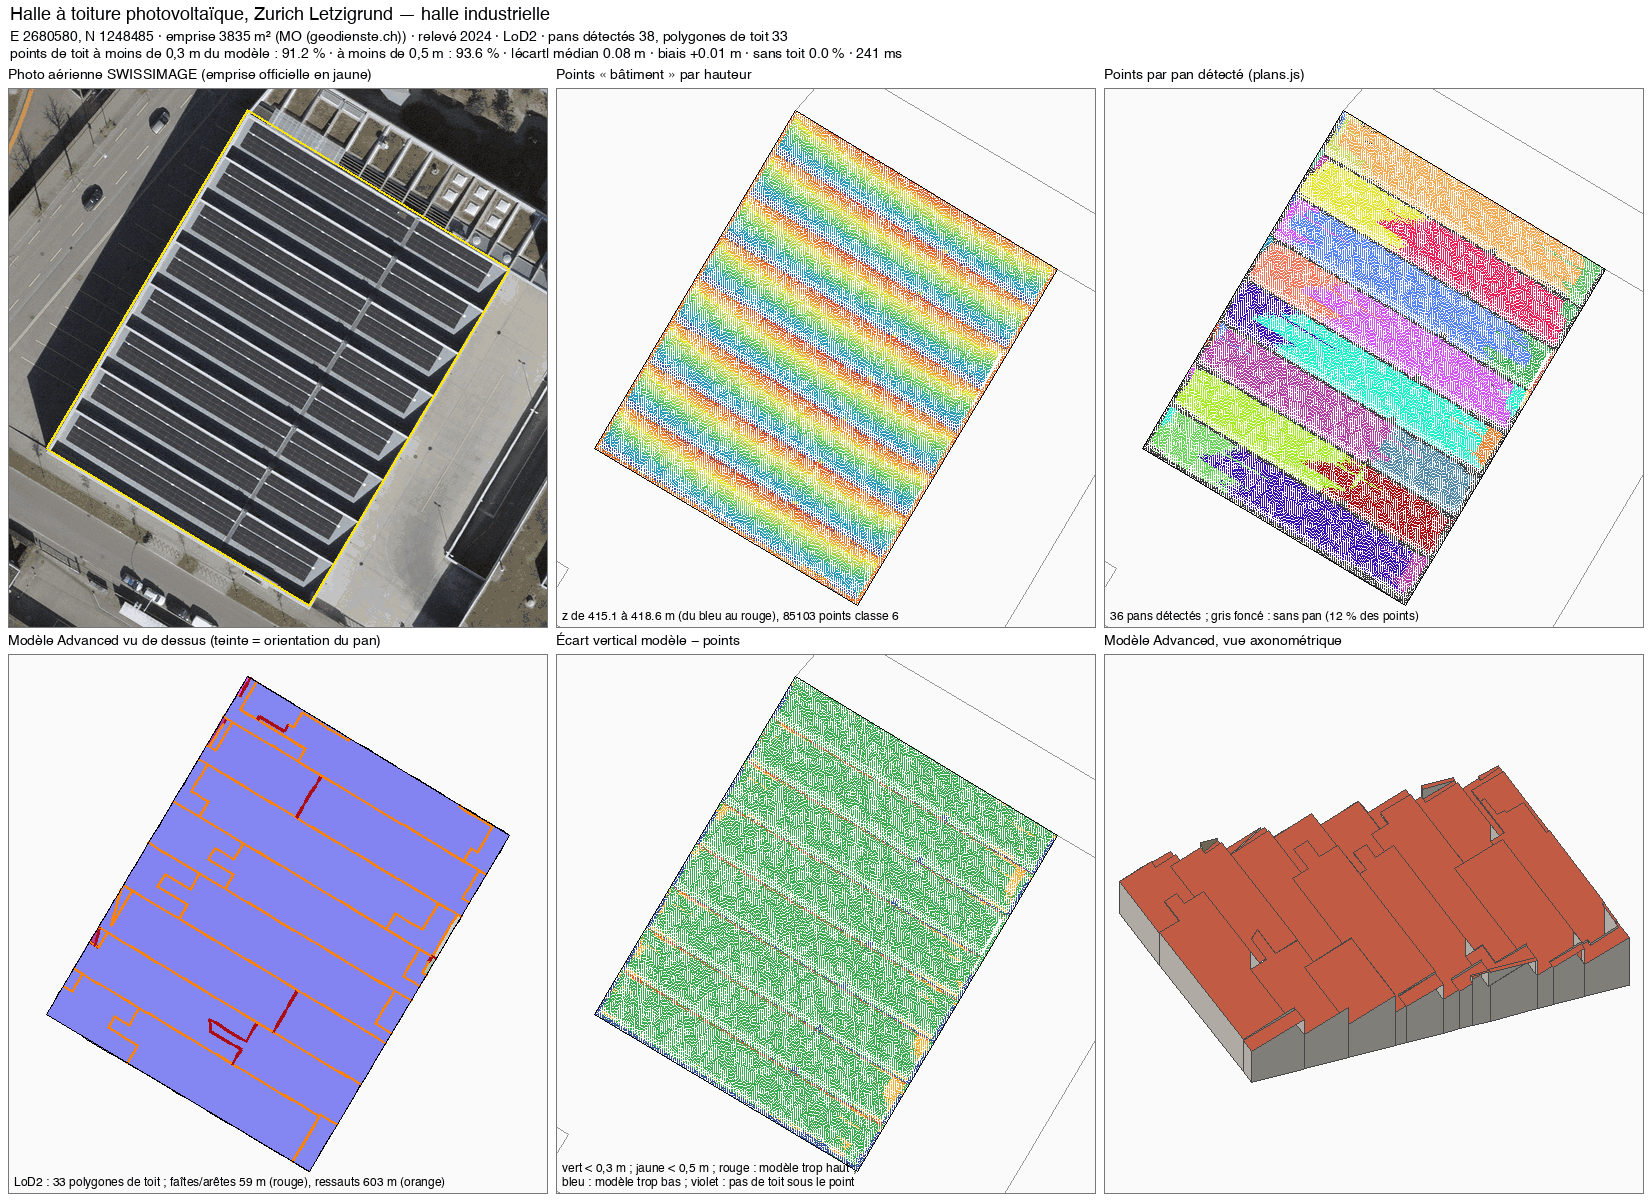 Halle à toiture photovoltaïque, Zurich Letzigrund — halle industrielle
E 2680580, N 1248485 · emprise 3835 m² (MO (geodienste.ch)) · relevé 2024 · LoD2 · pans détectés 38, polygones de toit 33
points de toit à moins de 0,3 m du modèle : 91.2 % · à moins de 0,5 m : 93.6 % · lécartl médian 0.08 m · biais +0.01 m · sans toit 0.0 % · 241 ms
Photo aérienne SWISSIMAGE (emprise officielle en jaune)
Points « bâtiment » par hauteur
Points par pan détecté (plans.js)
z de 415.1 à 418.6 m (du bleu au rouge), 85103 points classe 6
36 pans détectés ; gris foncé : sans pan (12 % des points)
Modèle Advanced vu de dessus (teinte = orientation du pan)
Écart vertical modèle − points
Modèle Advanced, vue axonométrique
LoD2 : 33 polygones de toit ; faîtes/arêtes 59 m (rouge), ressauts 603 m (orange)
vert < 0,3 m ; jaune < 0,5 m ; rouge : modèle trop haut ;
bleu : modèle trop bas ; violet : pas de toit sous le point